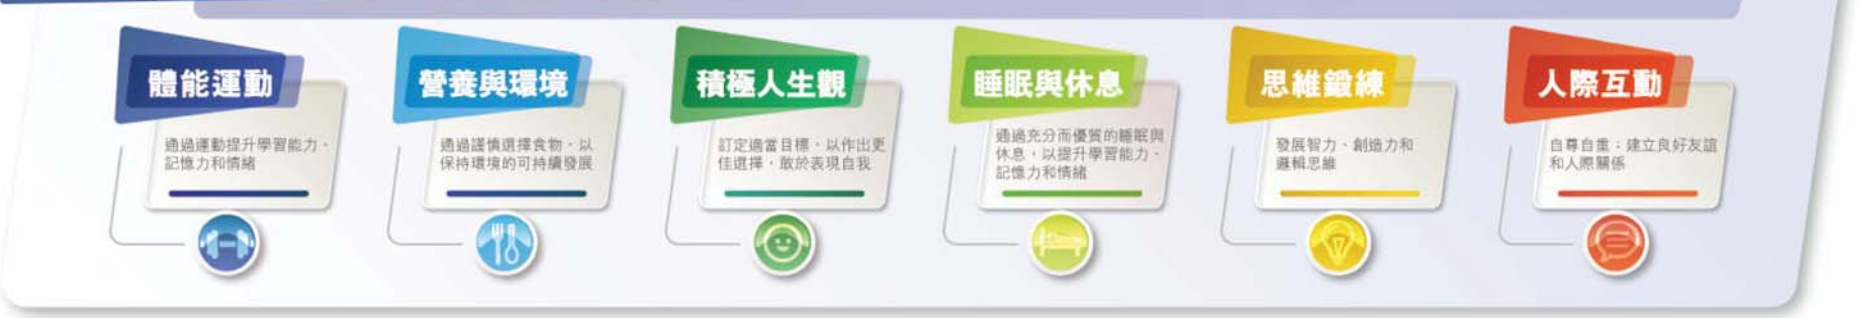 體能運動
通過運動提升學習能力、
記憶力和情緒
營養與環境
通過謹慎選擇食物，以
保持環境的可持續發展
積極人生觀
訂定適當目標，以作出更
佳選擇，敢於表現自我
睡眠與休息
通過充分而優質的睡眠與
休息，以提升學習能力、
記憶力和情緒
思維鍛練
發展智力、創造力和
邏輯思維
人際互動
自尊自重；建立良好友誼
和人際關係